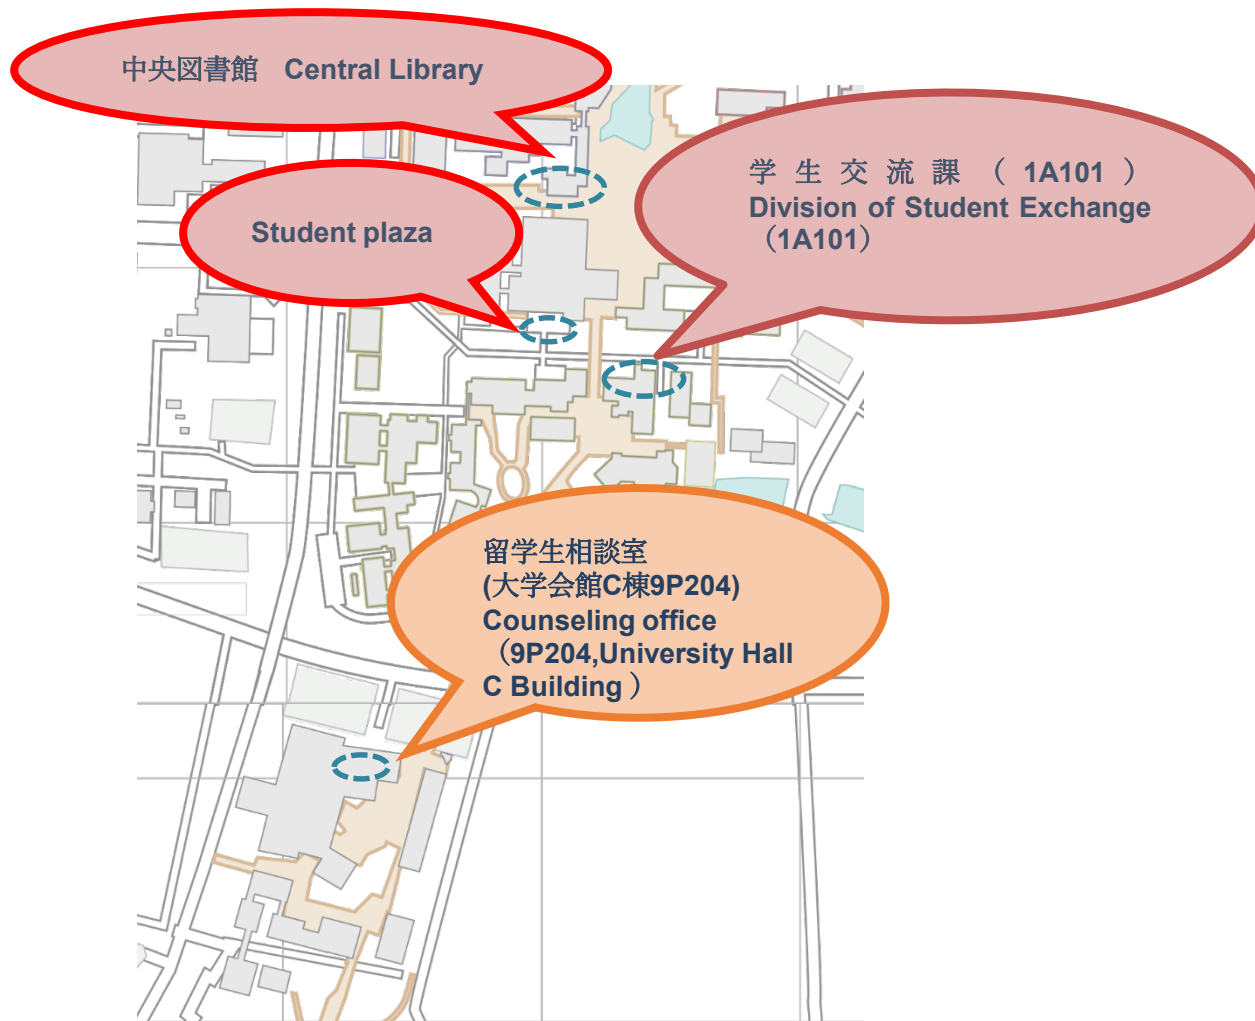 中央図書館　Central Library
Student plaza
学生交流課（1A101）
Division of Student Exchange
（1A101）
留学生相談室
(大学会館C棟9P204)
Counseling office
（9P204,University Hall
C Building）